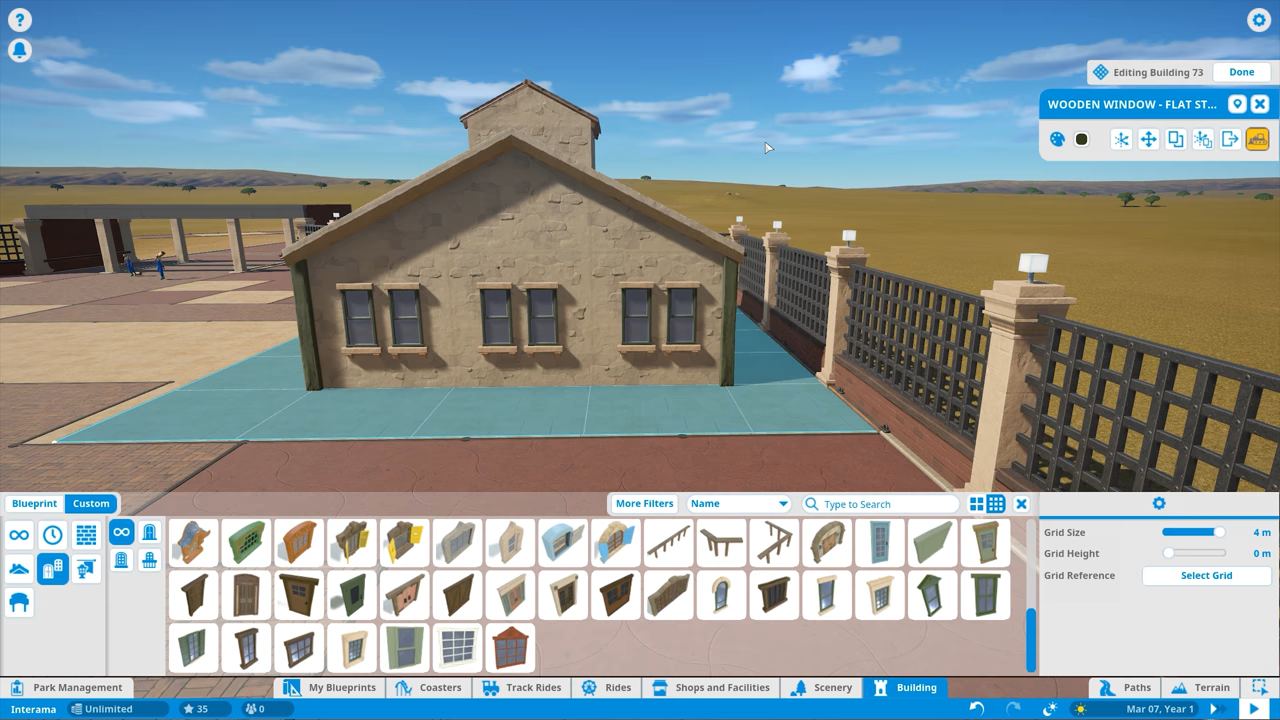 Editing Building 73
Done
WOODEN WINDOW - FLAT ST...
Blueprint
Custom
More Filters
Name
Type to Search
Grid Size
4 m
Grid Height
0 m
Grid Reference
Select Grid
Park Management
My Blueprints
Coasters
Track Rides
Rides
Shops and Facilities
Scenery
Building
Paths
Terrain
Interama
Unlimited
35
0
Mar 07, Year 1